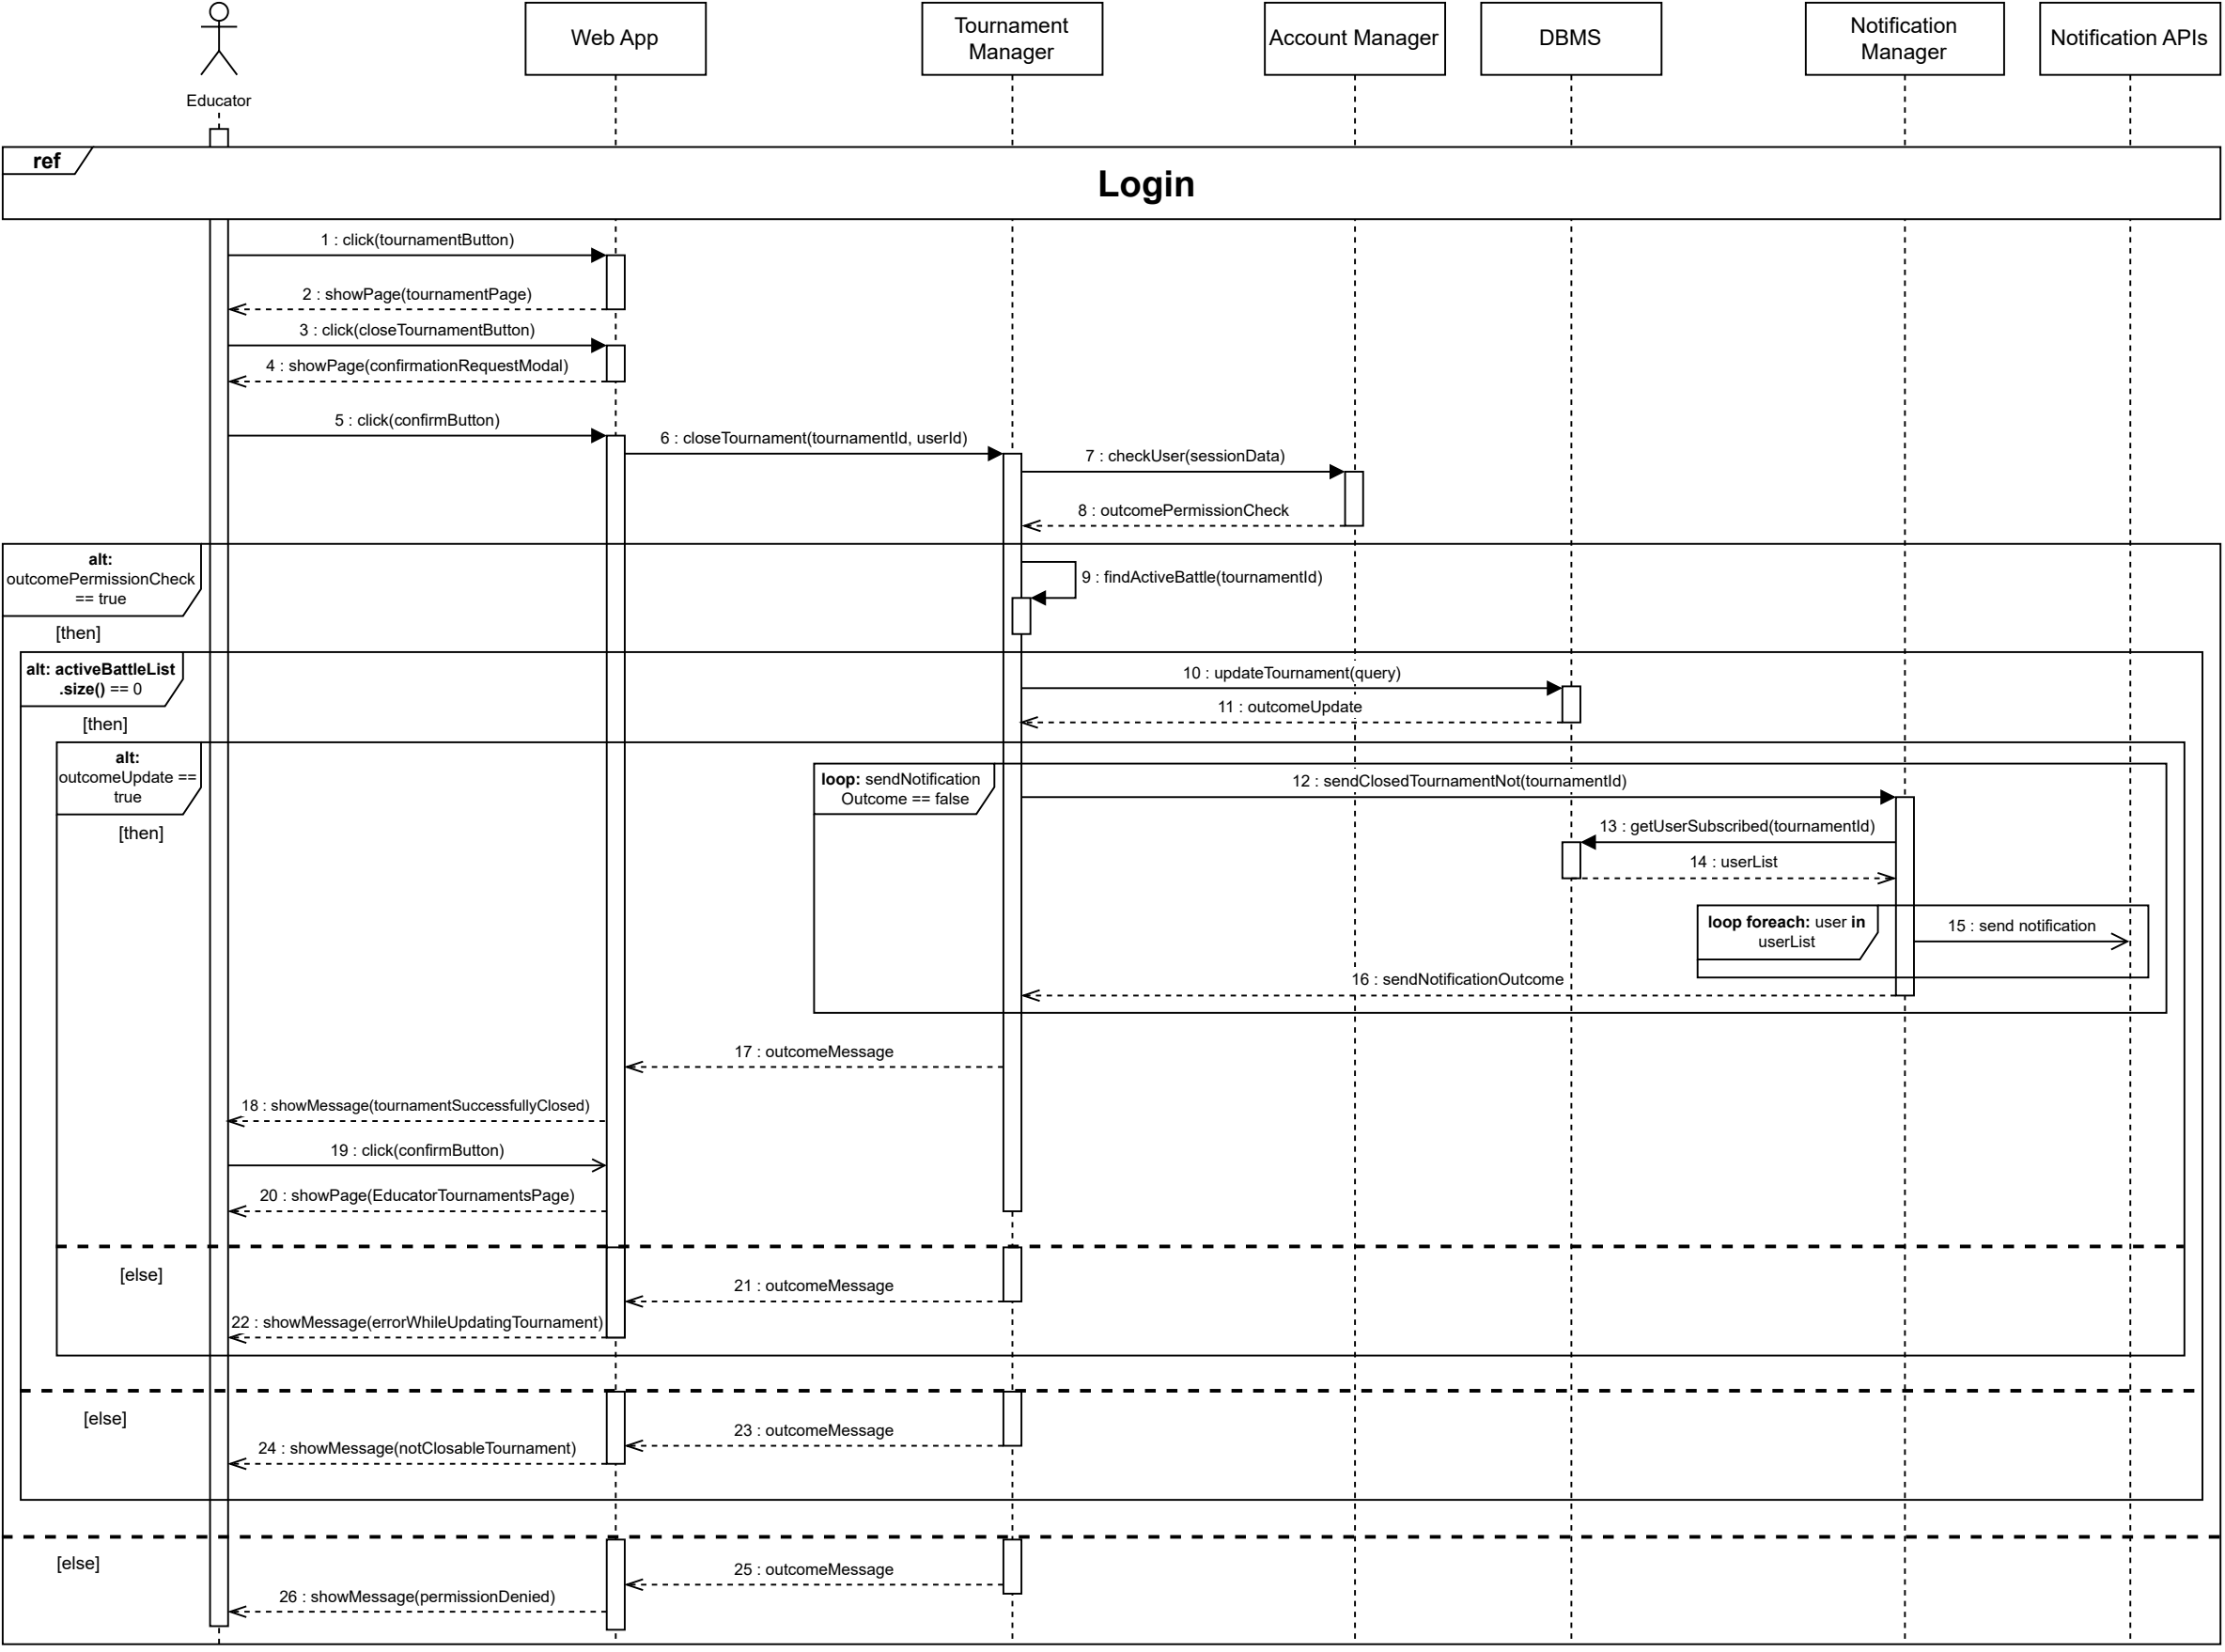 Educator
Web App
Tournament
Manager
Account Manager
DBMS
Notification
Manager
Notification APIs
ref
Login
1 : click(tournamentButton)
2 : showPage(tournamentPage)
3 : click(closeTournamentButton)
4 : showPage(confirmationRequestModal)
5 : click(confirmButton)
6 : closeTournament(tournamentId, userId)
7 : checkUser(sessionData)
8 : outcomePermissionCheck
alt:
outcomePermissionCheck
== true
[then]
9 : findActiveBattle(tournamentId)
alt: activeBattleList
.size() == 0
[then]
10 : updateTournament(query)
11 : outcomeUpdate
alt:
outcomeUpdate ==
true
[then]
loop: sendNotification
Outcome == false
12 : sendClosedTournamentNot(tournamentId)
13 : getUserSubscribed(tournamentId)
14 : userList
loop foreach: user in
userList
15 : send notification
16 : sendNotificationOutcome
17 : outcomeMessage
18 : showMessage(tournamentSuccessfullyClosed)
19 : click(confirmButton)
20 : showPage(EducatorTournamentsPage)
[else]
21 : outcomeMessage
22 : showMessage(errorWhileUpdatingTournament)
[else]
23 : outcomeMessage
24 : showMessage(notClosableTournament)
[else]
25 : outcomeMessage
26 : showMessage(permissionDenied)